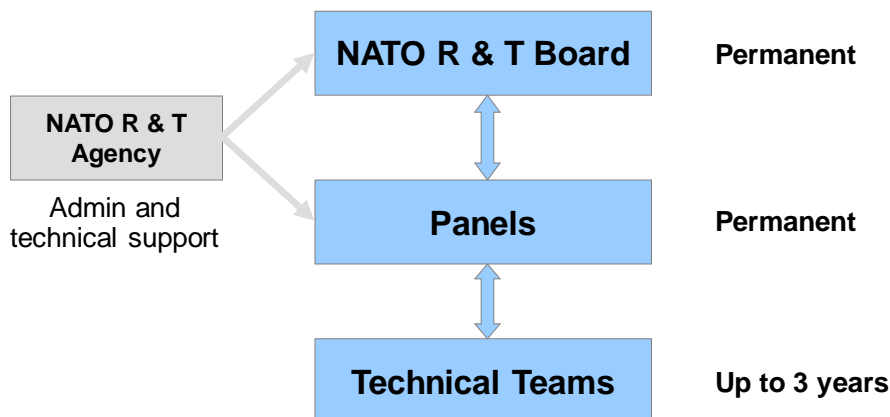 NATO R & T Board
Permanent
NATO R & T
Agency
Admin and
technical support
Panels
Permanent
Technical Teams
Up to 3 years